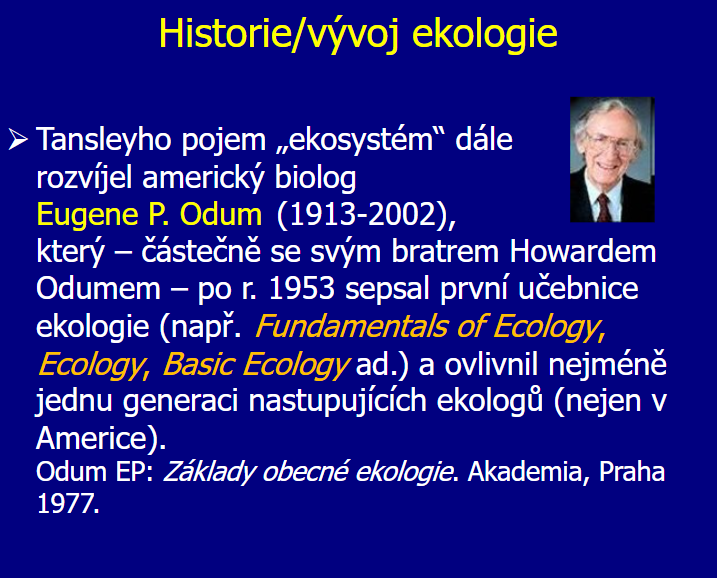 Historie/vývoj ekologie
➢ Tansleyho pojem „ekosystém“ dále
rozvíjel americký biolog
Eugene P. Odum (1913-2002),
který – částečně se svým bratrem Howardem
Odumem – po r. 1953 sepsal první učebnice
ekologie (např. Fundamentals of Ecology,
Ecology, Basic Ecology ad.) a ovlivnil nejméně
jednu generaci nastupujících ekologů (nejen v
Americe).
Odum EP: Základy obecné ekologie. Akademia, Praha
1977.